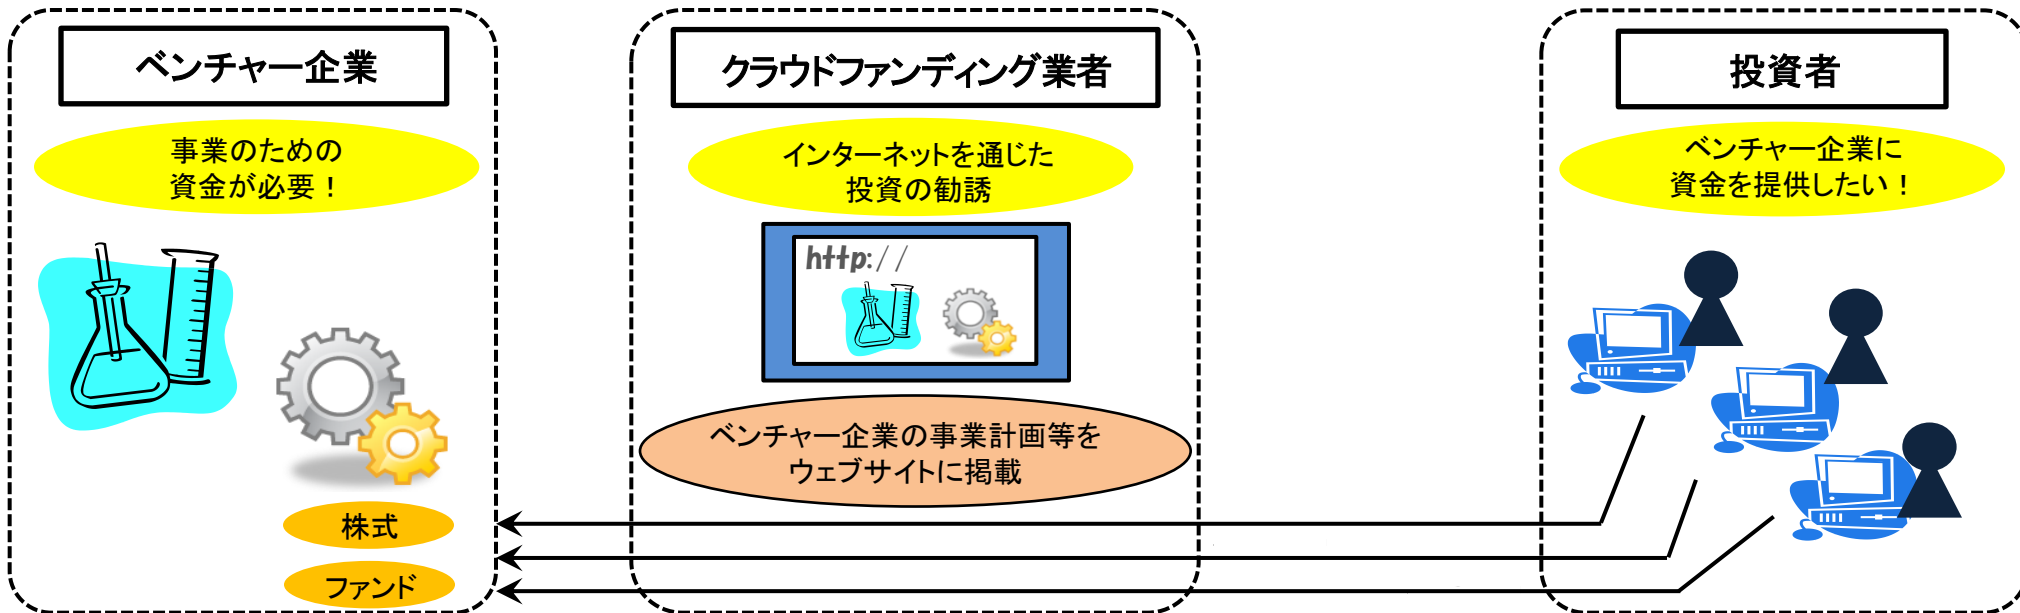 ベンチャー企業
事業のための
資金が必要！
株式
ファンド
クラウドファンディング業者
インターネットを通じた
投資の勧誘
http://
ベンチャー企業の事業計画等を
ウェブサイトに掲載
投資者
ベンチャー企業に
資金を提供したい！